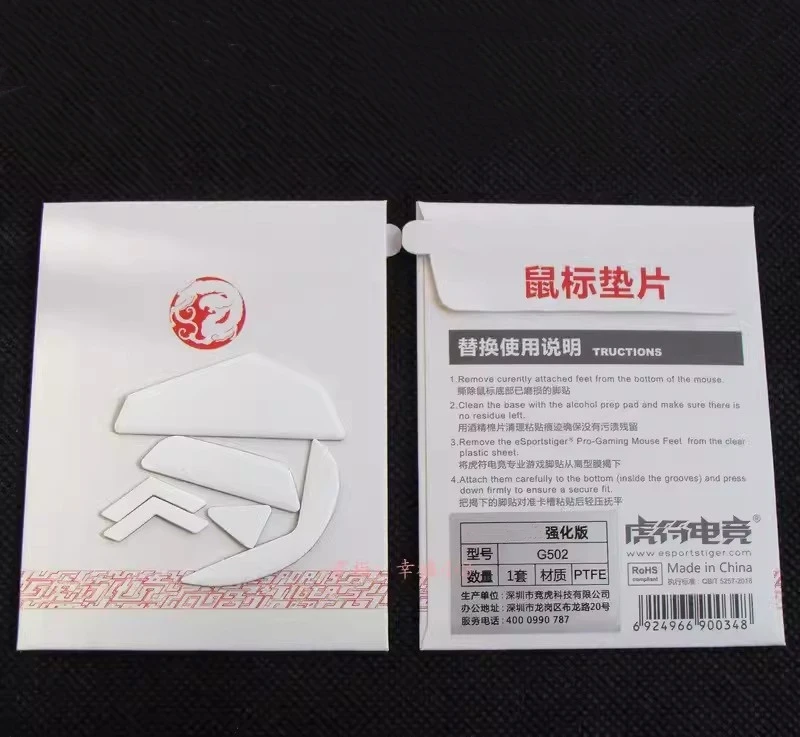 鼠标垫片
替换使用说明 TRUCTIONS
1.Remove curently attached feet from the bottom of the mouse.
撕除鼠标底部已磨损的脚贴
2.Clean the base with the alcohol prep pad and make sure there is
no residue left.
用酒精棉片清理粘贴痕迹确保没有污渍残留
3.Remove the eSportstiger® Pro-Gaming Mouse Feet from the clear
plastic sheet.
将虎符电竞专业游戏脚贴从离型膜揭下
4.Attach them carefully to the bottom (inside the grooves) and press
down firmly to ensure a secure fit.
把揭下的脚贴对准卡槽粘贴后轻压抚平
强化版
型号 G502
数量 1套 材质 PTFE
生产单位: 深圳市竞虎科技有限公司
办公地址: 深圳市龙岗区布龙路20号
服务电话: 400 0990 787
虎符电竞®
www.esportstiger.com
RoHS
compliant
Made in China
执行标准: GB/T 5257-2018
6 924966 900348